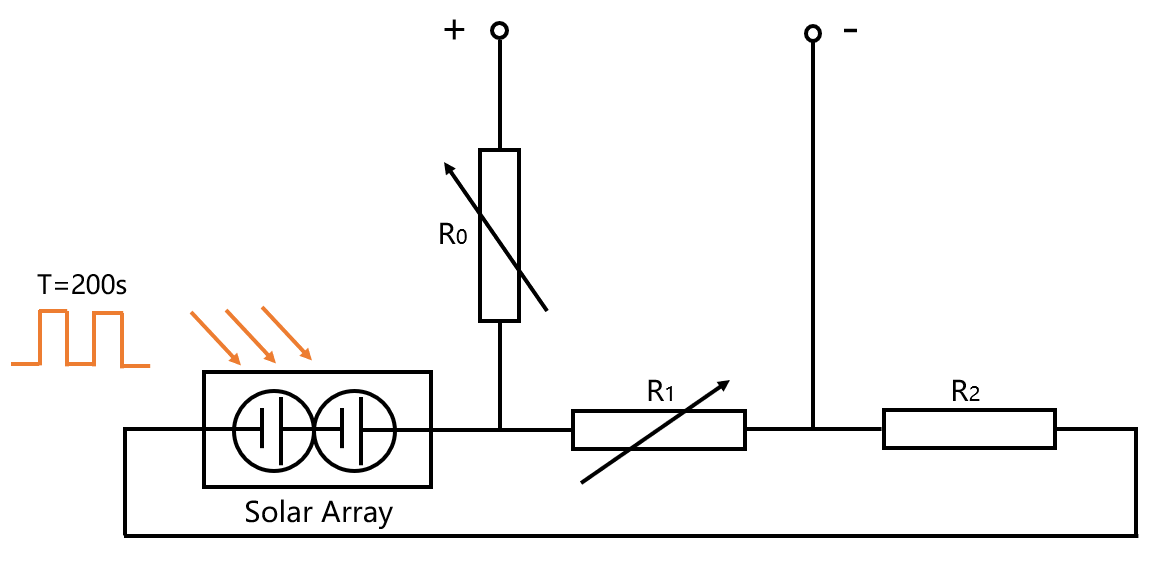 + -
R0
T=200s
R1 R2
Solar Array